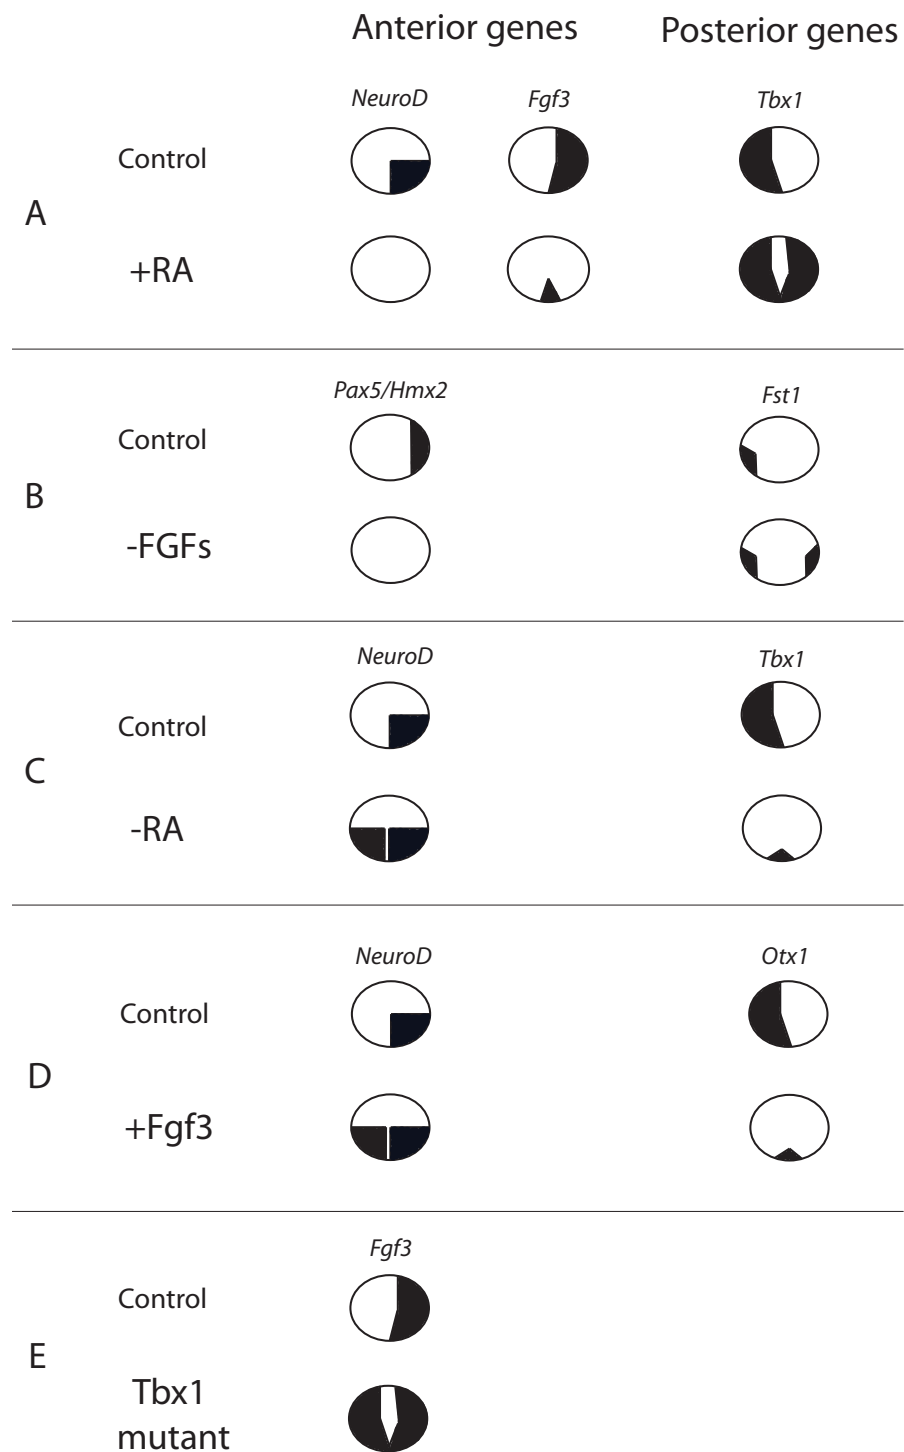 Anterior genes Posterior genes
NeuroD Fgf3 Tbx1
Control
A
+RA
Pax5/Hmx2 Fst1
Control
B
-FGFs
NeuroD Tbx1
Control
C
-RA
NeuroD Otx1
Control
D
+Fgf3
Fgf3
Control
E
Tbx1
mutant